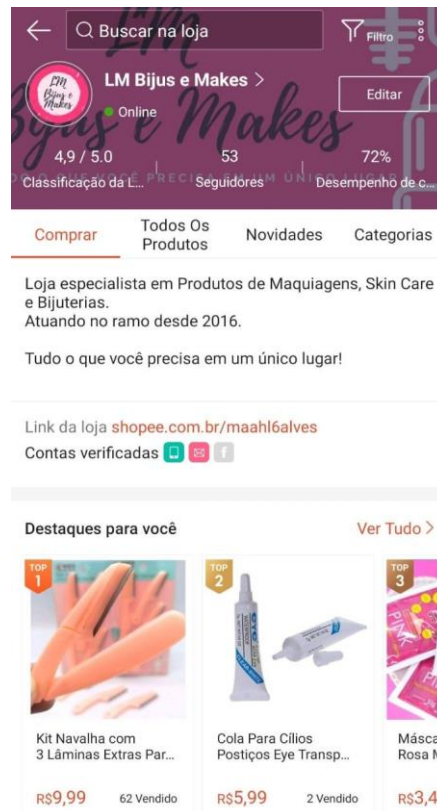 Buscar na loja
Filtro
LM
Bijus e
Makes
LM Bijus e Makes >
Online
Editar
4,9 / 5.0
53
72%
Classificação da L...
Seguidores
Desempenho de c...
Comprar
Todos Os
Produtos
Novidades
Categorias
Loja especialista em Produtos de Maquiagens, Skin Care
e Bijuterias.
Atuando no ramo desde 2016.
Tudo o que você precisa em um único lugar!
Link da loja shopee.com.br/maahl6alves
Contas verificadas
Destaques para você
Ver Tudo >
TOP
1
TOP
2
TOP
3
Kit Navalha com
3 Lâminas Extras Par...
Cola Para Cílios
Postiços Eye Transp...
Másca
Rosa M
R$9,99
62 Vendido
R$5,99
2 Vendido
R$3,4